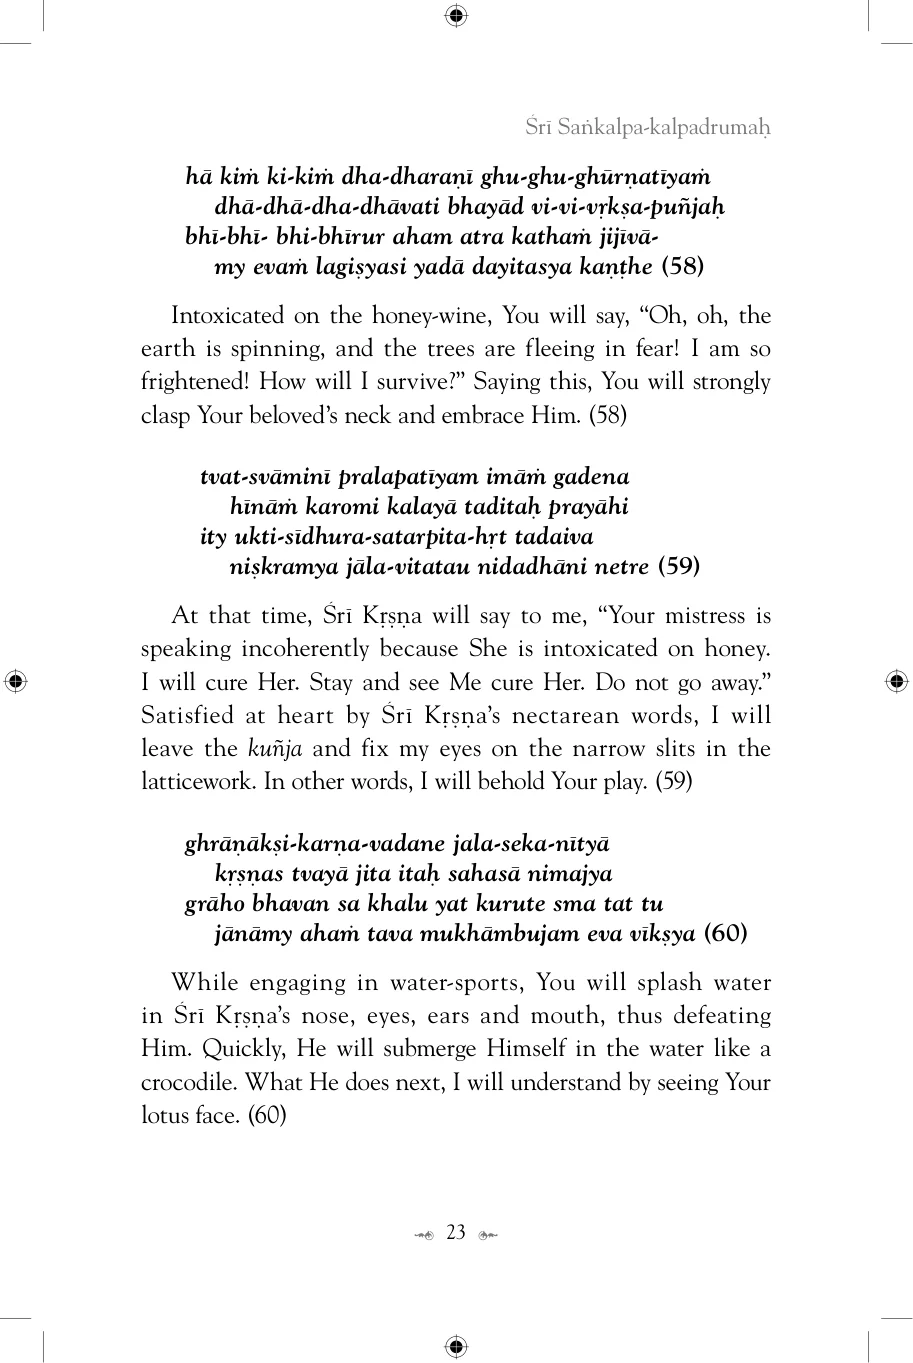 Śrī Saṅkalpa-kalpadrumaḥ
hā kiṁ ki-kiṁ dha-dharaṇī ghu-ghu-ghūrṇatīyaṁ
dhā-dhā-dha-dhāvati bhayād vi-vi-vṛkṣa-puñjaḥ
bhī-bhī- bhi-bhīrur aham atra kathaṁ jijīvā-
my evaṁ lagiṣyasi yadā dayitasya kaṇṭhe (58)
Intoxicated on the honey-wine, You will say, “Oh, oh, the
earth is spinning, and the trees are fleeing in fear! I am so
frightened! How will I survive?” Saying this, You will strongly
clasp Your beloved’s neck and embrace Him. (58)
tvat-svāminī pralapatīyam imāṁ gadena
hīnāṁ karomi kalayā taditaḥ prayāhi
ity ukti-sīdhura-satarpita-hṛt tadaiva
niṣkramya jāla-vitatau nidadhāni netre (59)
At that time, Śrī Kṛṣṇa will say to me, “Your mistress is
speaking incoherently because She is intoxicated on honey.
I will cure Her. Stay and see Me cure Her. Do not go away.”
Satisfied at heart by Śrī Kṛṣṇa’s nectarean words, I will
leave the kuñja and fix my eyes on the narrow slits in the
latticework. In other words, I will behold Your play. (59)
ghrāṇākṣi-karṇa-vadane jala-seka-nītyā
kṛṣṇas tvayā jita itaḥ sahasā nimajya
grāho bhavan sa khalu yat kurute sma tat tu
jānāmy ahaṁ tava mukhāmbujam eva vīkṣya (60)
While engaging in water-sports, You will splash water
in Śrī Kṛṣṇa’s nose, eyes, ears and mouth, thus defeating
Him. Quickly, He will submerge Himself in the water like a
crocodile. What He does next, I will understand by seeing Your
lotus face. (60)
23